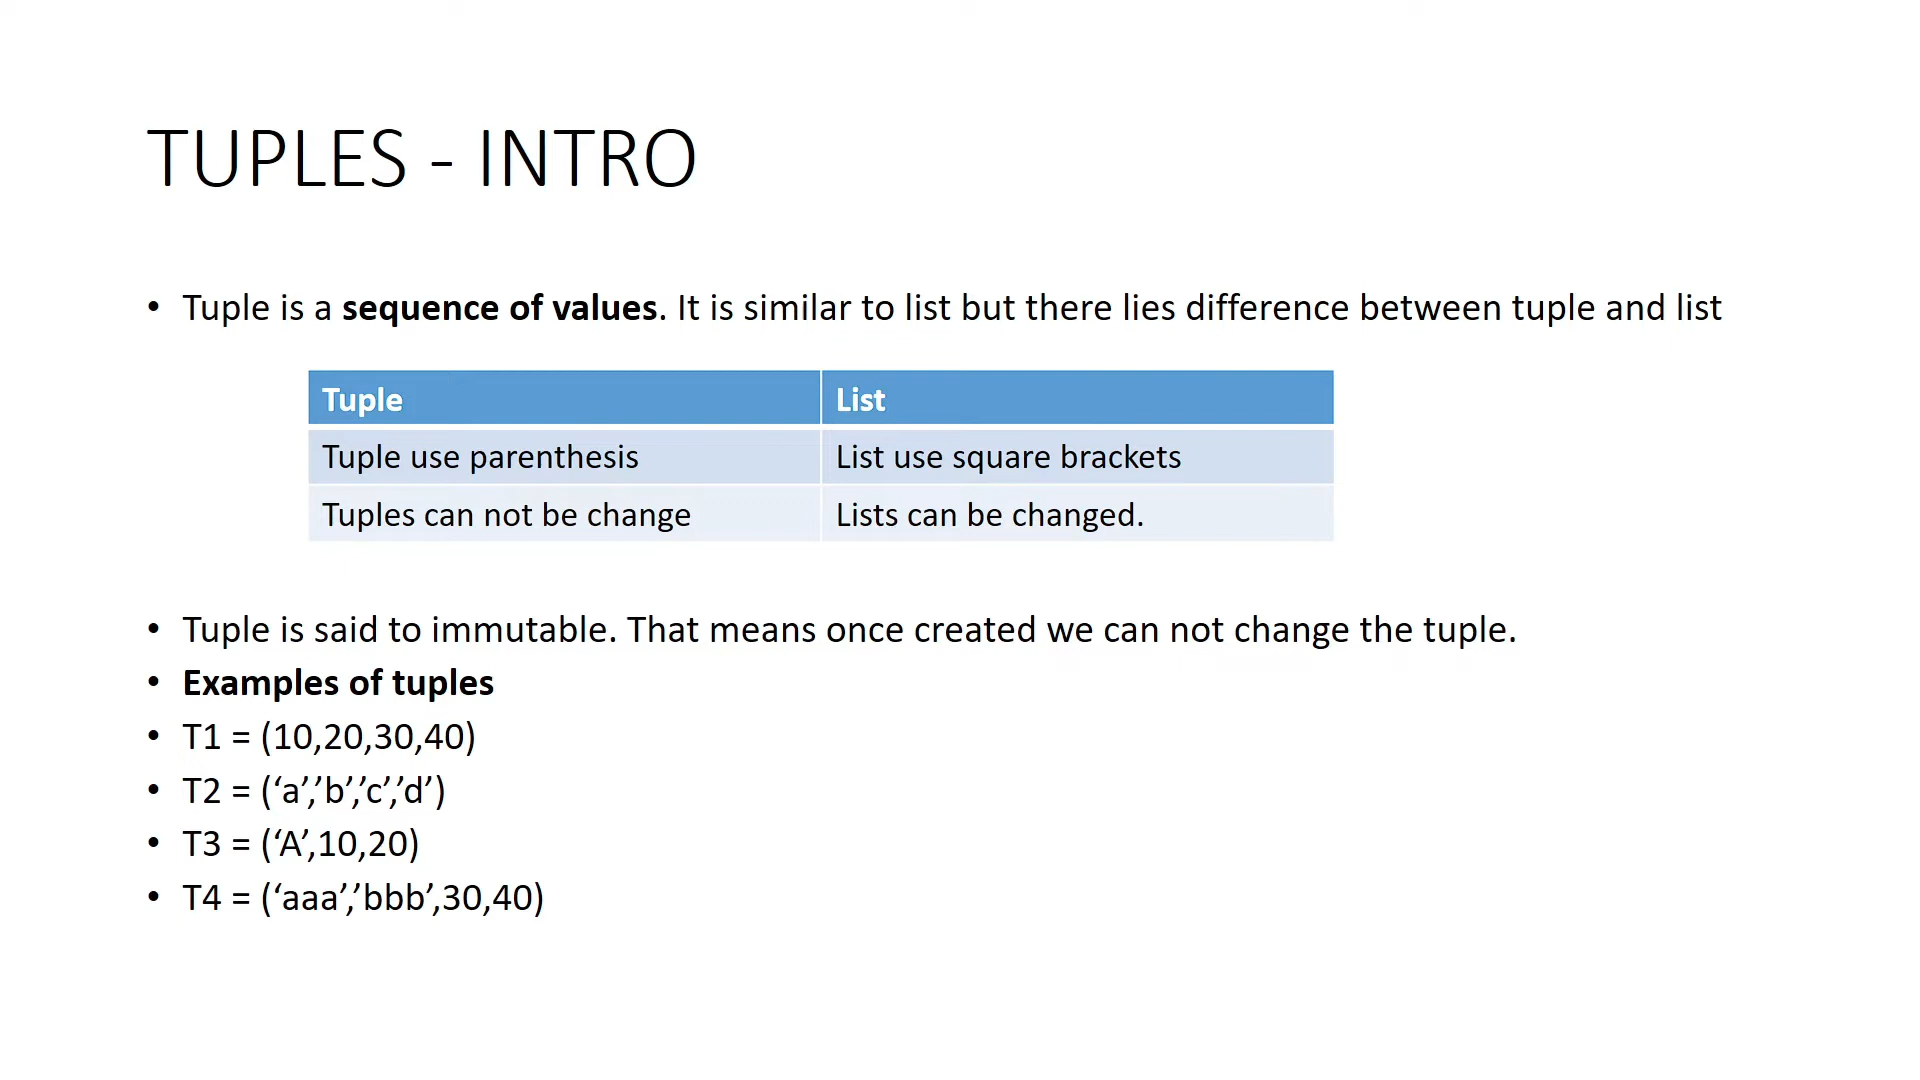 TUPLES - INTRO
• Tuple is a sequence of values. It is similar to list but there lies difference between tuple and list
Tuple List
Tuple use parenthesis List use square brackets
Tuples can not be change Lists can be changed.
• Tuple is said to immutable. That means once created we can not change the tuple.
• Examples of tuples
• T1 = (10,20,30,40)
• T2 = (‘a’,’b’,’c’,’d’)
• T3 = (‘A’,10,20)
• T4 = (‘aaa’,’bbb’,30,40)